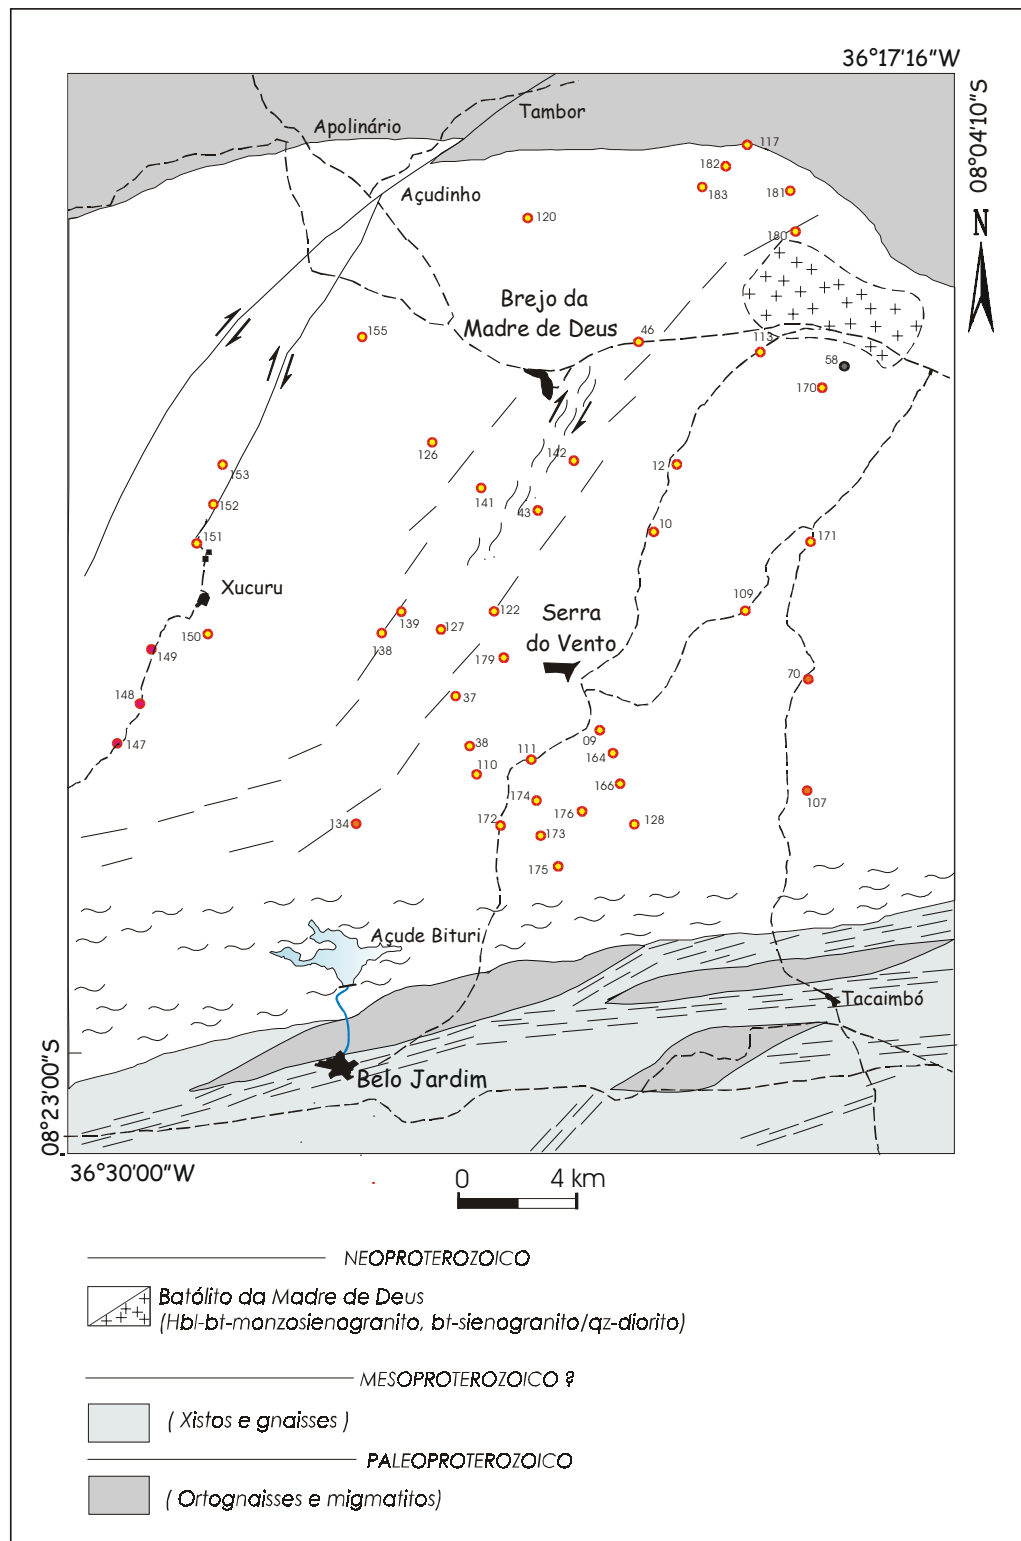 36°17'16"W
08°04'10"S
Tambor
Apolinário
117
182
183
181
Açudinho
120
N
180
Brejo da
Madre de Deus
155
46
113
58
170
126
142
12
153
141
152
43
10
151
171
Xucuru
109
139
122
Serra
do Vento
150
138
127
149
179
70
148
37
09
147
38
111
164
110
166
107
174
176
134
172
173
128
175
Açude Bituri
Tacaimbó
Belo Jardim
08°23'00"S
36°30'00"W
0 4 km
NEOPROTEROZOICO
Batólito da Madre de Deus
(Hbl-bt-monzosienogranito, bt-sienogranito/qz-diorito)
MESOPROTEROZOICO ?
( Xistos e gnaisses )
PALEOPROTEROZOICO
( Ortognaisses e migmatitos)